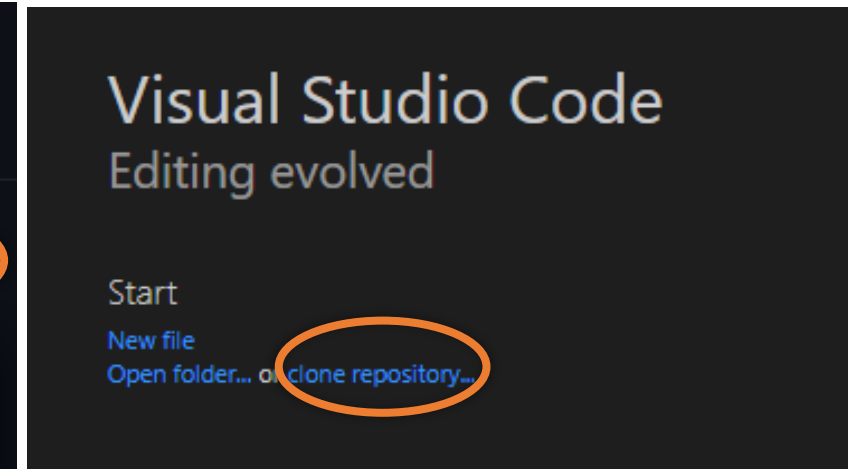 Visual Studio Code
Editing evolved
Start
New file
Open folder... or clone repository...